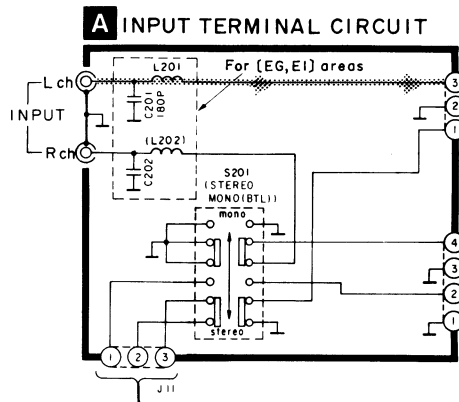 A INPUT TERMINAL CIRCUIT
L201
For [EG,EI] areas
L ch
C201
180P
INPUT
R ch
(L202)
C202
S201
(STEREO
MONO(BTL))
mono
stereo
3
2
1
4
3
2
1
1 2 3
J11